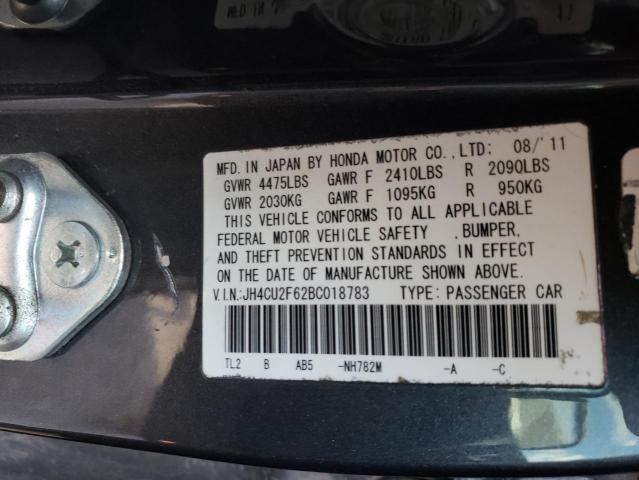 MFD. IN JAPAN BY HONDA MOTOR CO., LTD: 08/'11
GVWR 4475LBS GAWR F 2410LBS R 2090LBS
GVWR 2030KG GAWR F 1095KG R 950KG
THIS VEHICLE CONFORMS TO ALL APPLICABLE
FEDERAL MOTOR VEHICLE SAFETY , BUMPER,
AND THEFT PREVENTION STANDARDS IN EFFECT
ON THE DATE OF MANUFACTURE SHOWN ABOVE.
V.I.N:JH4CU2F62BC018783 TYPE: PASSENGER CAR
TL2 B AB5 -NH782M -A -C